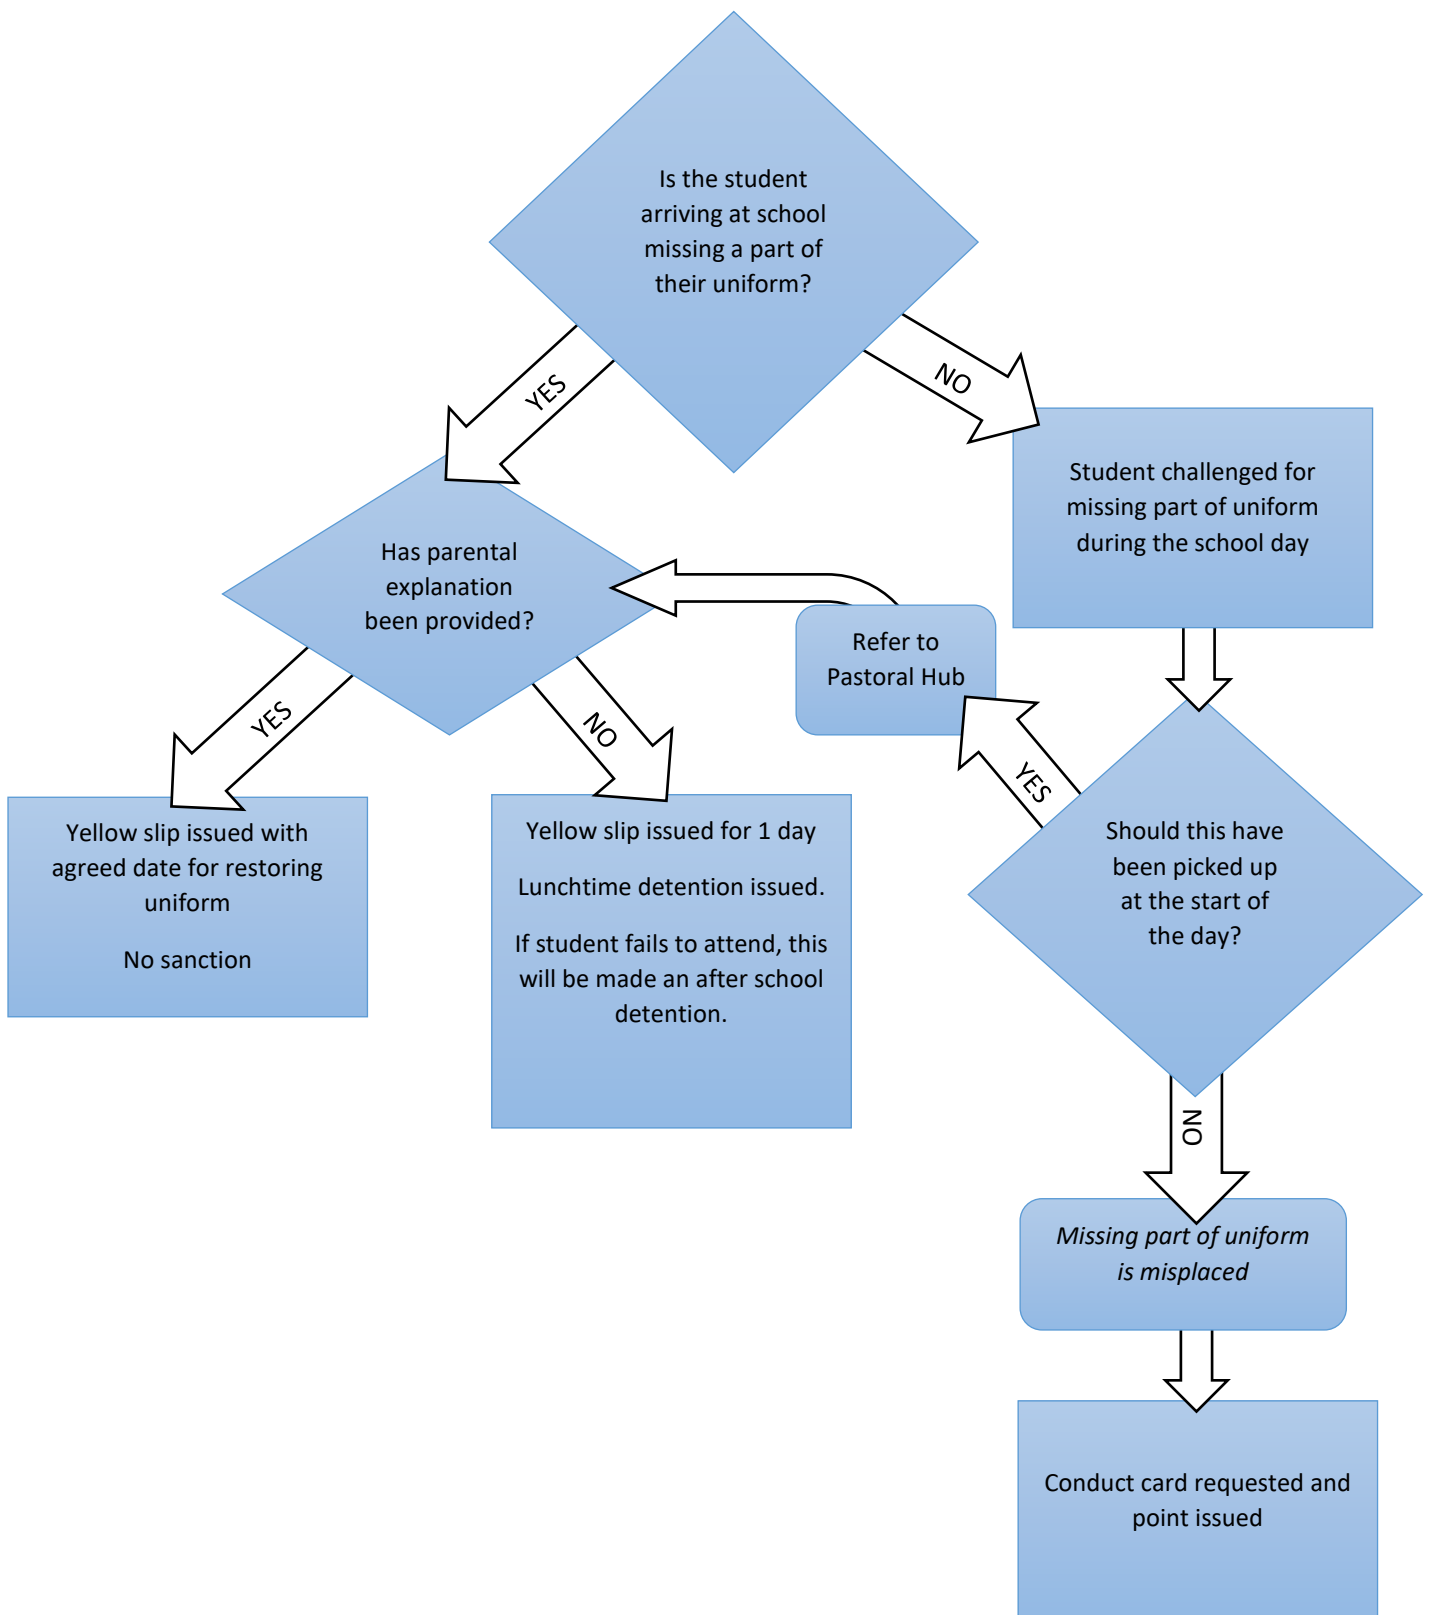 Is the student
arriving at school
missing a part of
their uniform?
YES
NO
Student challenged for
missing part of uniform
during the school day
Has parental
explanation
been provided?
Refer to
Pastoral Hub
YES
NO
YES
Yellow slip issued with
agreed date for restoring
uniform
No sanction
Yellow slip issued for 1 day
Lunchtime detention issued.
If student fails to attend, this
will be made an after school
detention.
Should this have
been picked up
at the start of
the day?
NO
Missing part of uniform
is misplaced
Conduct card requested and
point issued